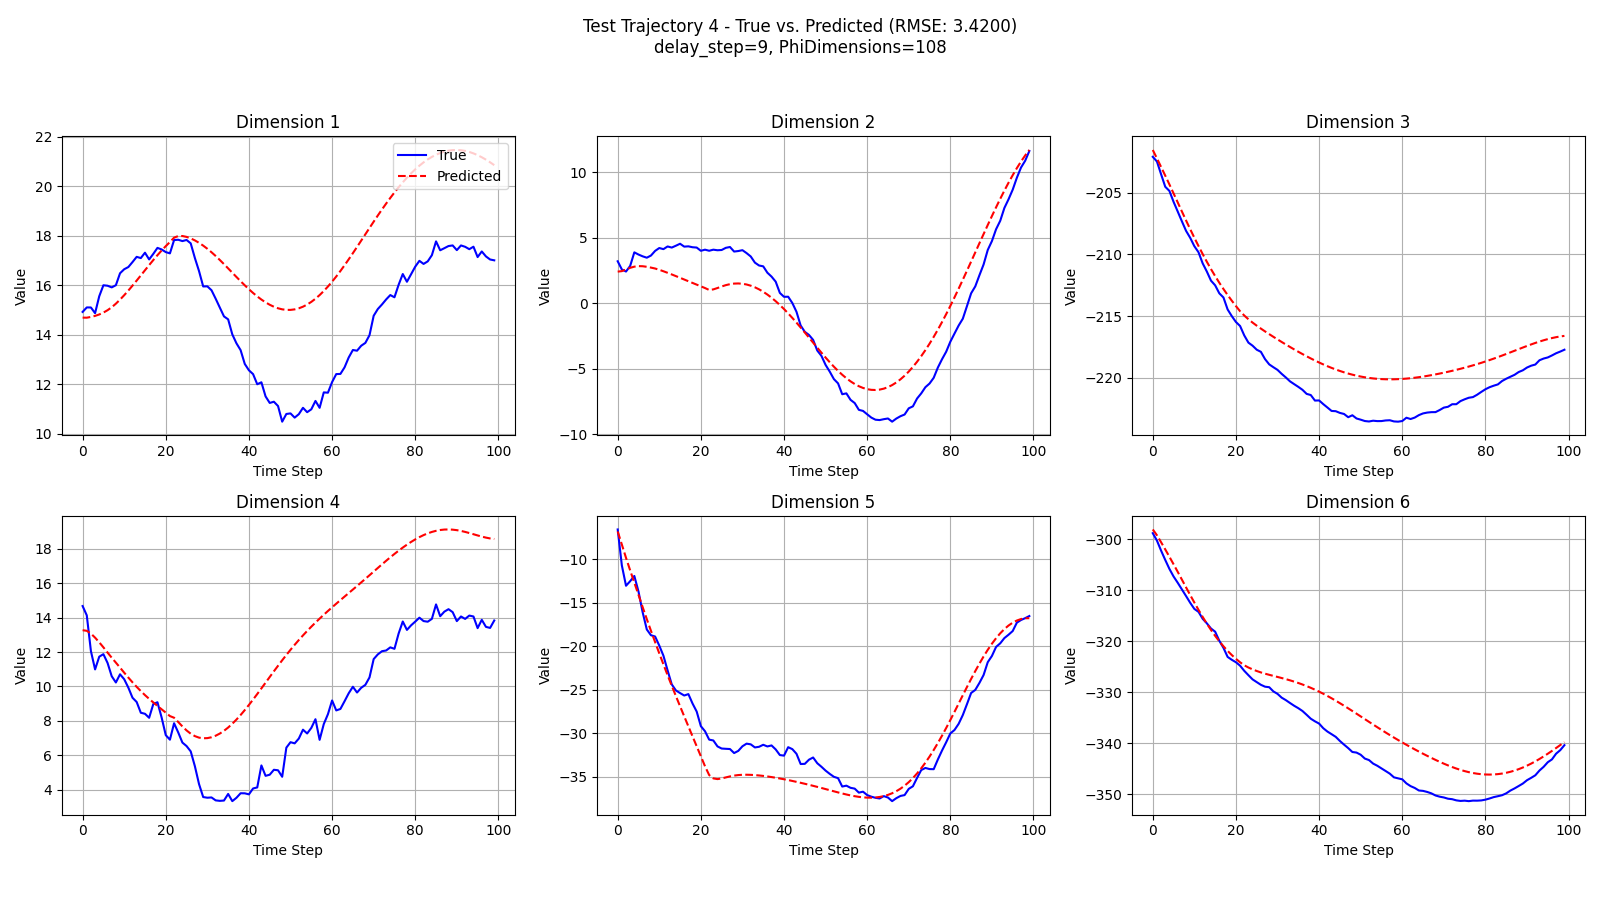 Test Trajectory 4 - True vs. Predicted (RMSE: 3.4200)
delay_step=9, PhiDimensions=108
Dimension 1
Value
22
20
18
16
14
12
10
0 20 40 60 80 100
Time Step
True
Predicted
Dimension 2
Value
10
5
0
−5
−10
0 20 40 60 80 100
Time Step
Dimension 3
Value
−205
−210
−215
−220
0 20 40 60 80 100
Time Step
Dimension 4
Value
18
16
14
12
10
8
6
4
0 20 40 60 80 100
Time Step
Dimension 5
Value
−10
−15
−20
−25
−30
−35
0 20 40 60 80 100
Time Step
Dimension 6
Value
−300
−310
−320
−330
−340
−350
0 20 40 60 80 100
Time Step